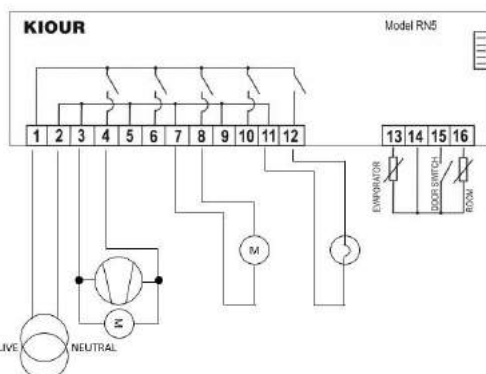 KIOUR
Model RN5
1 2 3 4 5 6 7 8 9 10 11 12
13 14 15 16
EVAPORATOR
DOOR SWITCH
ROOM
M
M
LIVE
NEUTRAL